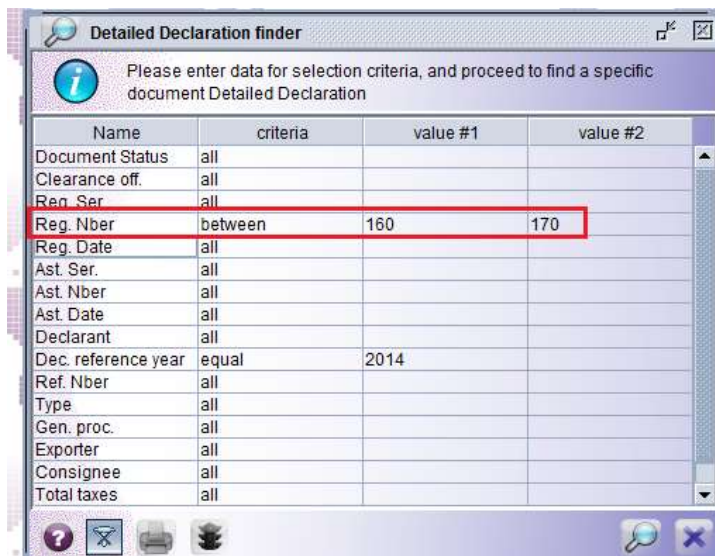 Detailed Declaration finder
Please enter data for selection criteria, and proceed to find a specific
document Detailed Declaration
Name criteria value #1 value #2
Document Status all
Clearance off. all
Reg. Ser. all
Reg. Nber between 160 170
Reg. Date all
Ast. Ser. all
Ast. Nber all
Ast. Date all
Declarant all
Dec. reference year equal 2014
Ref. Nber all
Type all
Gen. proc. all
Exporter all
Consignee all
Total taxes all